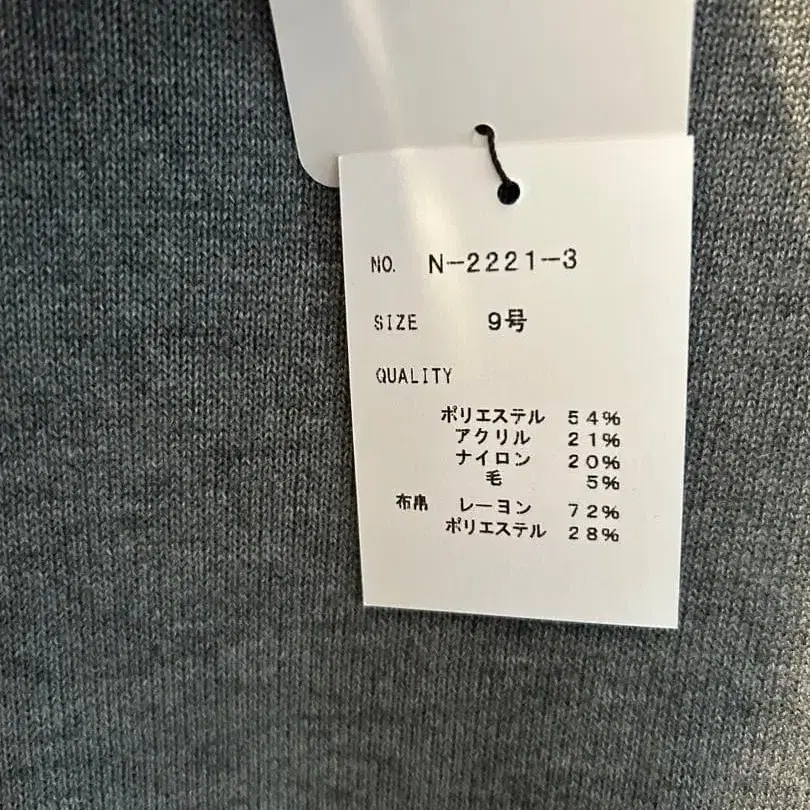 NO. N-2221-3
SIZE 9号
QUALITY
ポリエステル 54%
アクリル 21%
ナイロン 20%
毛 5%
布帛 レーヨン 72%
ポリエステル 28%